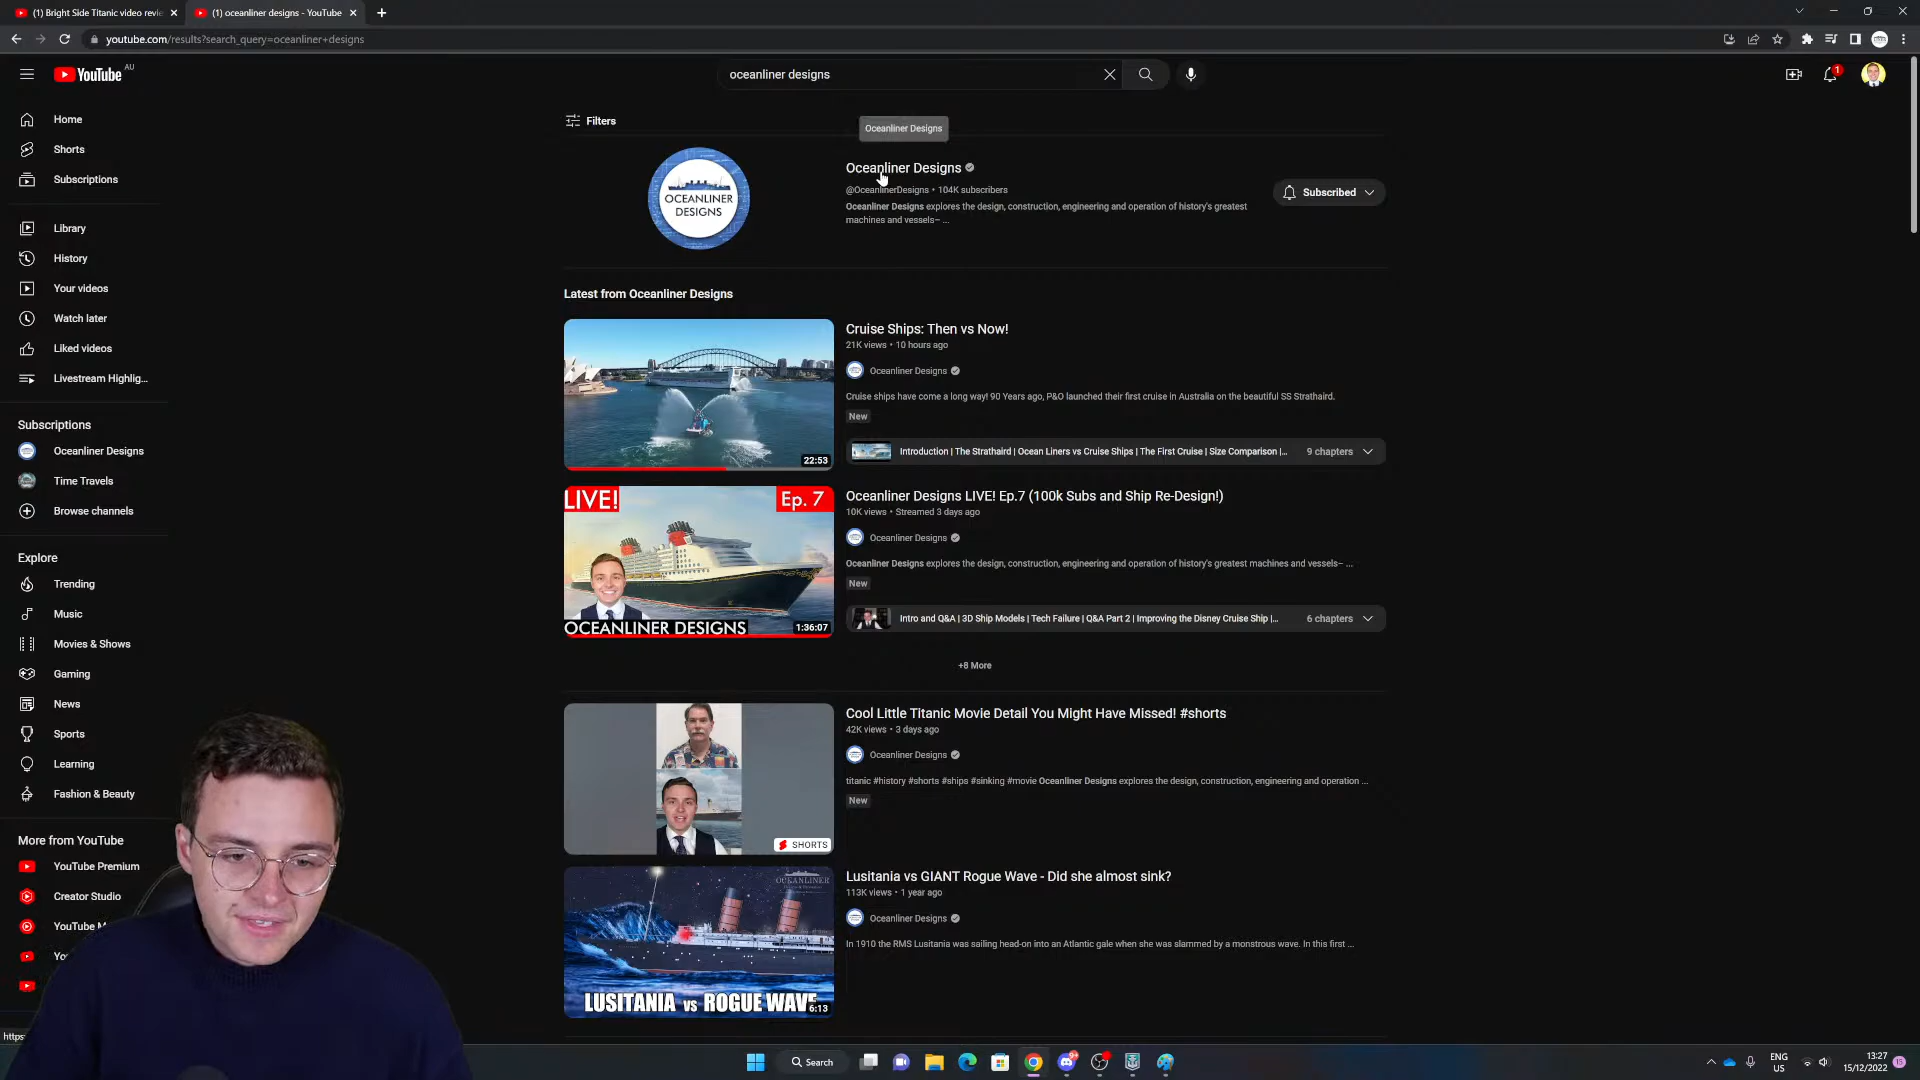 (1) Bright Side Titanic video revie
(1) oceanliner designs - YouTube
youtube.com/results?search_query=oceanliner+designs
YouTube AU
oceanliner designs
1
Filters
Oceanliner Designs
OCEANLINER
DESIGNS
Oceanliner Designs
@OceanlinerDesigns • 104K subscribers
Oceanliner Designs explores the design, construction, engineering and operation of history's greatest
machines and vessels– ...
Subscribed
Home
Shorts
Subscriptions
Library
History
Your videos
Watch later
Liked videos
Livestream Highlig...
Subscriptions
Oceanliner Designs
Time Travels
Browse channels
Explore
Trending
Music
Movies & Shows
Gaming
News
Sports
Learning
Fashion & Beauty
More from YouTube
YouTube Premium
Creator Studio
YouTube M
You
https
Latest from Oceanliner Designs
22:53
Cruise Ships: Then vs Now!
21K views • 10 hours ago
Oceanliner Designs
Cruise ships have come a long way! 90 Years ago, P&O launched their first cruise in Australia on the beautiful SS Strathaird.
New
Introduction | The Strathaird | Ocean Liners vs Cruise Ships | The First Cruise | Size Comparison |...
9 chapters
LIVE!
Ep. 7
OCEANLINER DESIGNS
1:36:07
Oceanliner Designs LIVE! Ep.7 (100k Subs and Ship Re-Design!)
10K views • Streamed 3 days ago
Oceanliner Designs
Oceanliner Designs explores the design, construction, engineering and operation of history's greatest machines and vessels– ...
New
Intro and Q&A | 3D Ship Models | Tech Failure | Q&A Part 2 | Improving the Disney Cruise Ship |...
6 chapters
+8 More
SHORTS
Cool Little Titanic Movie Detail You Might Have Missed! #shorts
42K views • 3 days ago
Oceanliner Designs
titanic #history #shorts #ships #sinking #movie Oceanliner Designs explores the design, construction, engineering and operation ...
New
OCEANLINER
LUSITANIA vs ROGUE WAVE
6:13
Lusitania vs GIANT Rogue Wave - Did she almost sink?
113K views • 1 year ago
Oceanliner Designs
In 1910 the RMS Lusitania was sailing head-on into an Atlantic gale when she was slammed by a monstrous wave. In this first ...
Search
ENG
US
13:27
15/12/2022